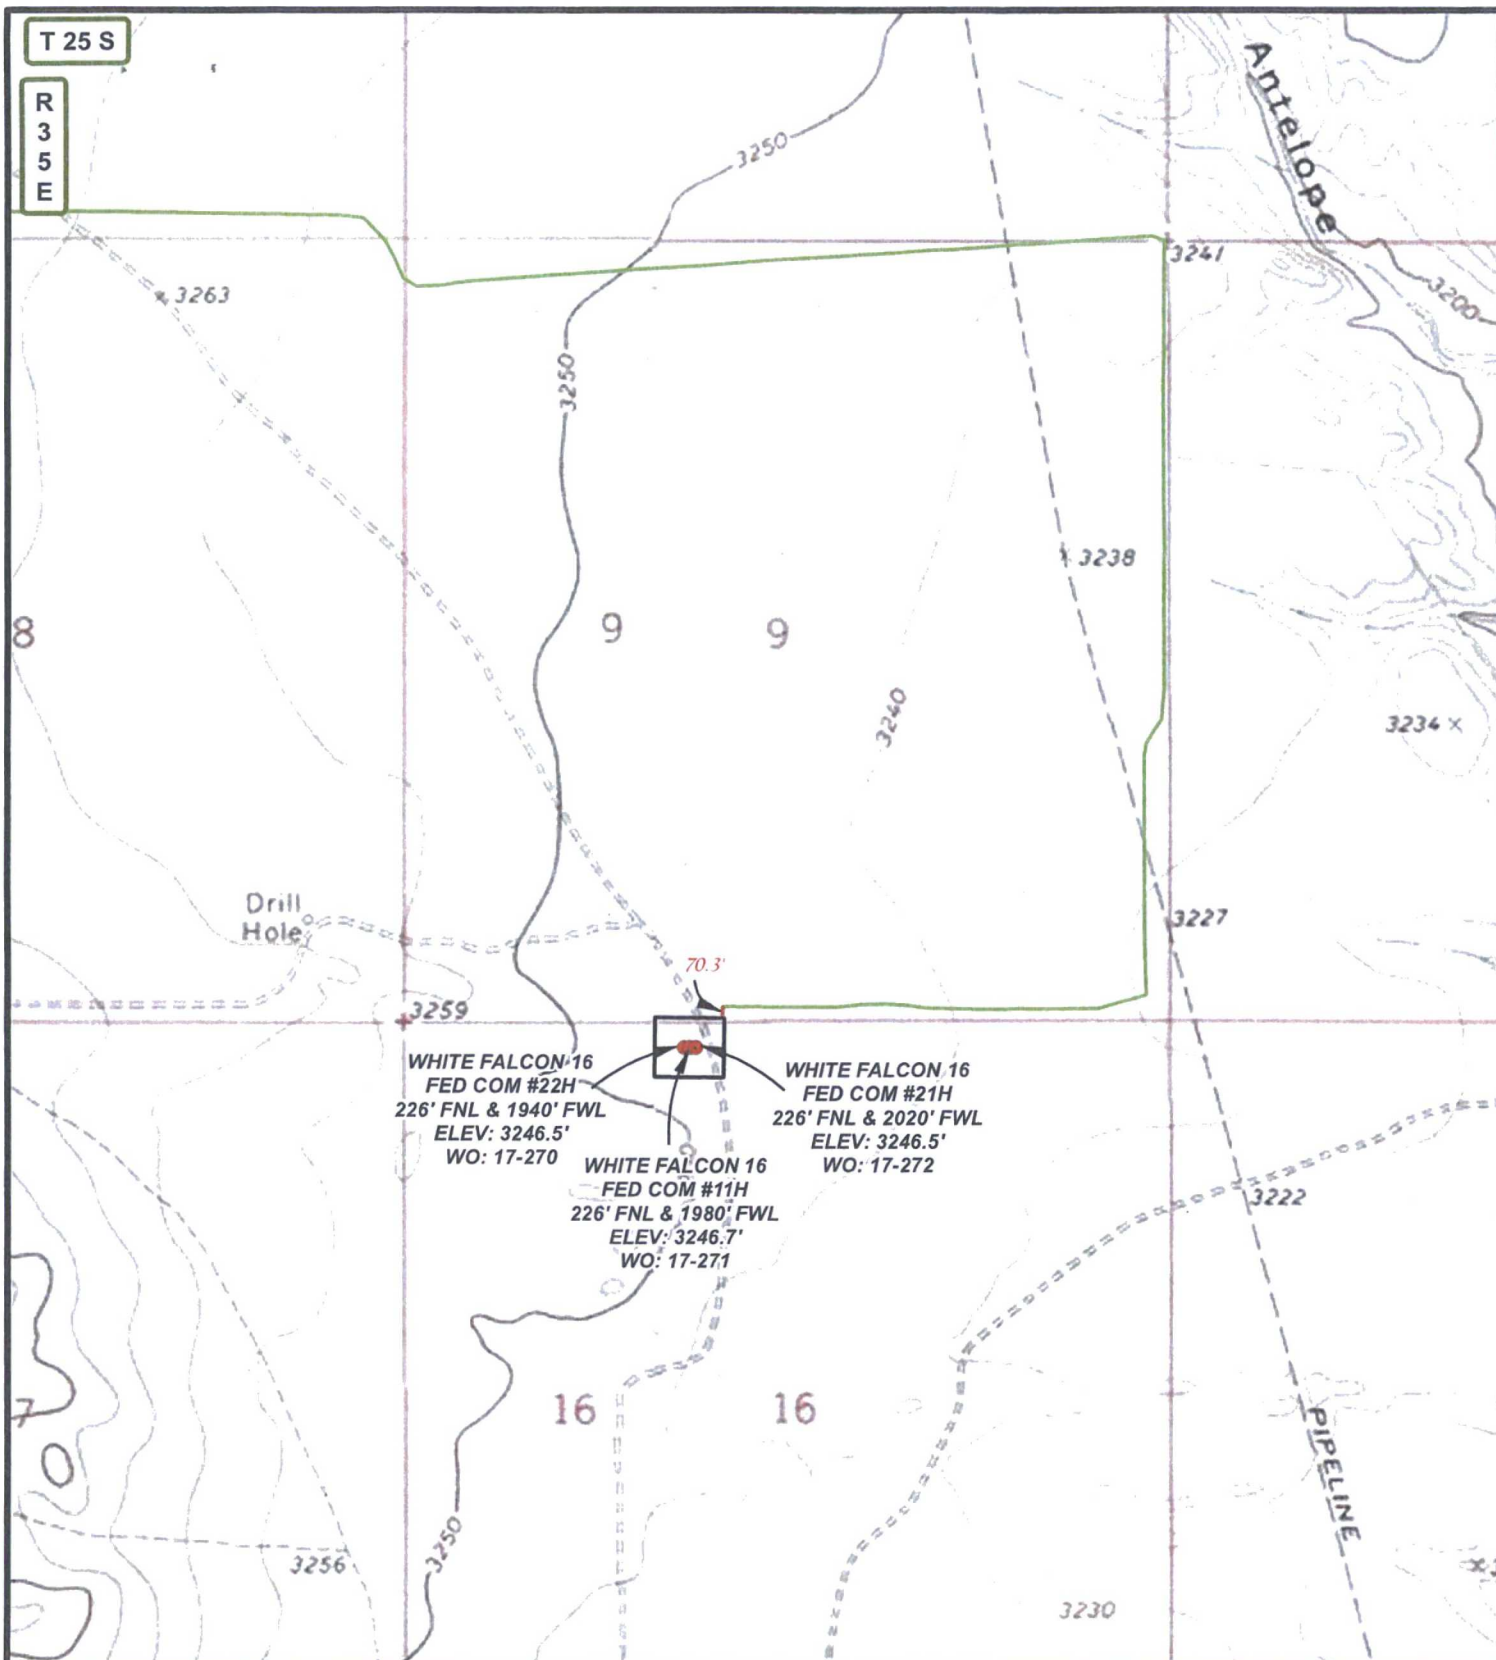 T 25 S
R
3
5
E
Antelope
3250
3241
3200
3263
3250
3238
8
9
9
3240
3234
Drill
Hole
3227
70.3'
3259
WHITE FALCON 16
FED COM #22H
226' FNL & 1940' FWL
ELEV: 3246.5'
WO: 17-270
WHITE FALCON 16
FED COM #21H
226' FNL & 2020' FWL
ELEV: 3246.5'
WO: 17-272
WHITE FALCON 16
FED COM #11H
226' FNL & 1980' FWL
ELEV: 3246.7'
WO: 17-271
3222
7
16
16
PIPELINE
3250
3256
3230